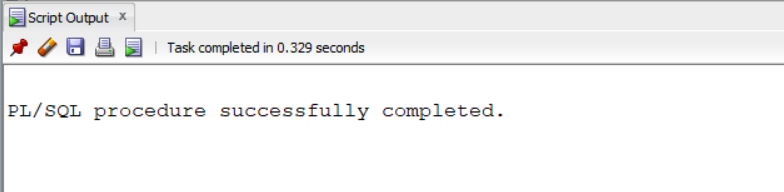 Script Output x
Task completed in 0.329 seconds
PL/SQL procedure successfully completed.